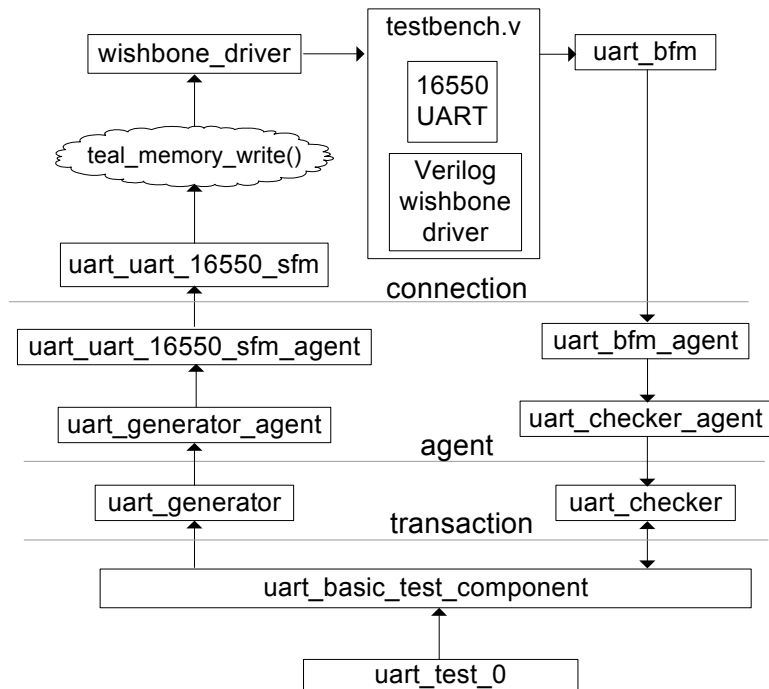 wishbone_driver
testbench.v
uart_bfm
16550
UART
teal_memory_write()
Verilog
wishbone
driver
uart_uart_16550_sfm
connection
uart_uart_16550_sfm_agent
uart_bfm_agent
uart_generator_agent
uart_checker_agent
agent
uart_generator
uart_checker
transaction
uart_basic_test_component
uart_test_0